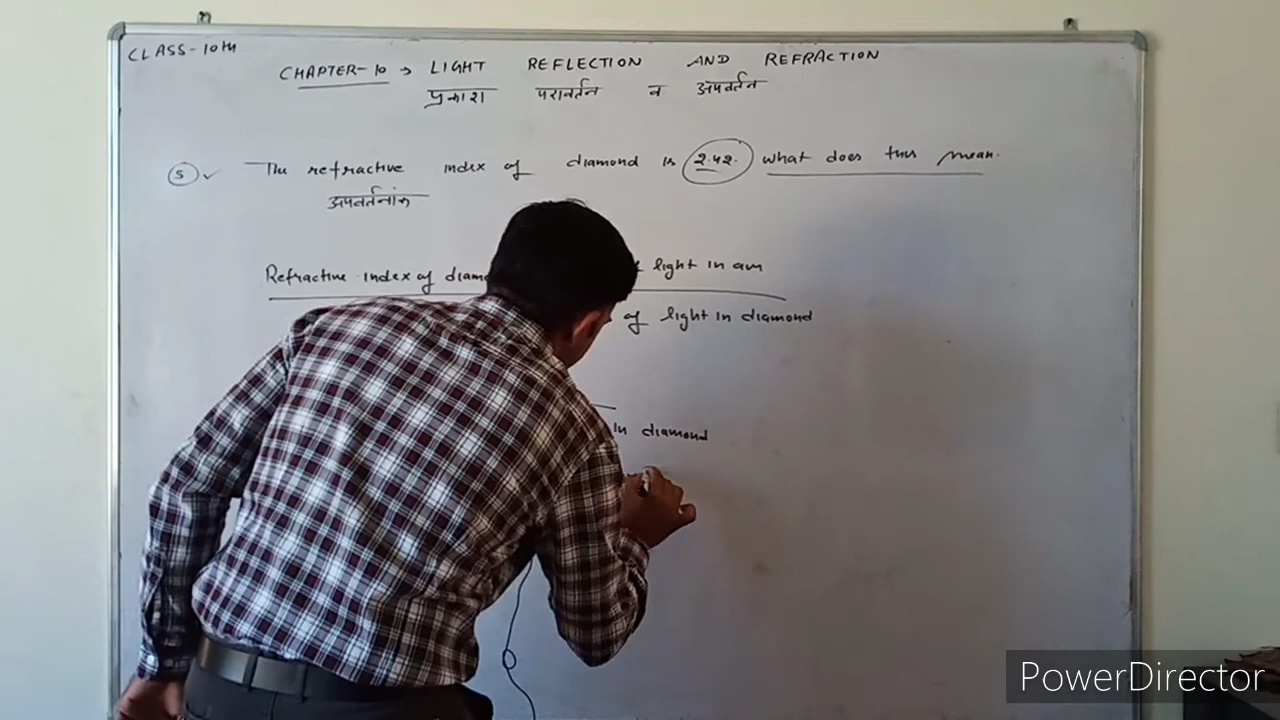 CLASS-10th
CHAPTER-10 → LIGHT REFLECTION AND REFRACTION
प्रकाश परावर्तन व अपवर्तन
5 ✓ The refractive index of diamond is 2.42. what does this mean.
अपवर्तनांक
Refractive index of light in air
of light in diamond
in diamond
PowerDirector